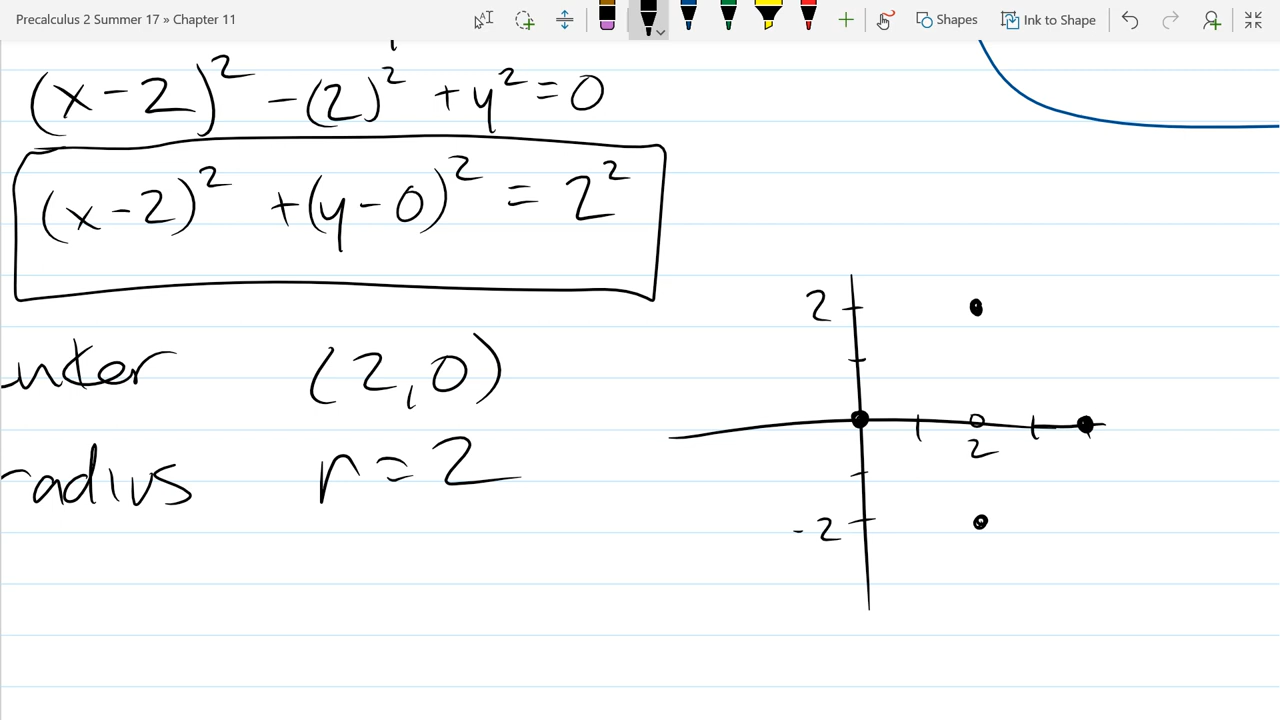 Precalculus 2 Summer 17 » Chapter 11
Shapes
Ink to Shape
(x-2)² -(2)² +y²=0
(x-2)² +(y-0)² = 2²
2
nter (2,0)
2
radius r=2
-2